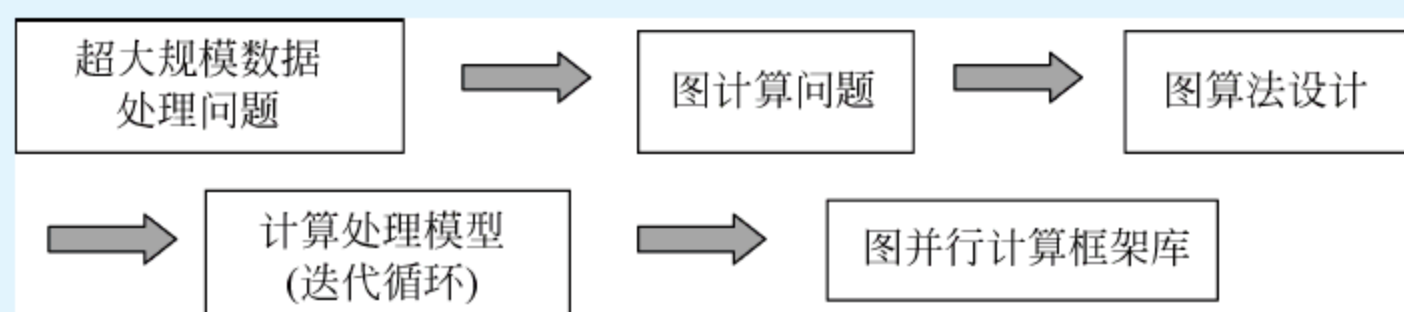 超大规模数据
处理问题
图计算问题
图算法设计
计算处理模型
(迭代循环)
图并行计算框架库